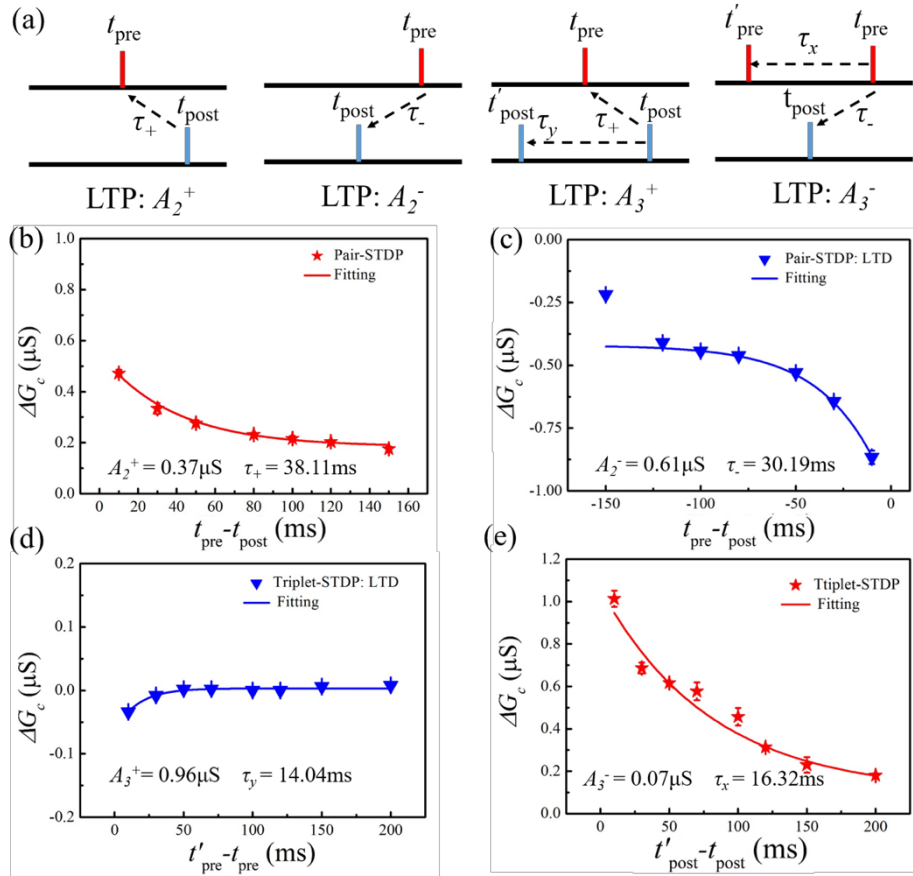 (a)
t_pre t_pre t_pre t'_pre τ_x t_pre
τ_+ t_post t_post τ_- t'_post τ_y τ_+ t_post t_post τ_-
LTP: A_2^+ LTP: A_2^- LTP: A_3^+ LTP: A_3^-
(b)
1.0
0.8
0.6
0.4
0.2
0.0
ΔG_c (μS)
Pair-STDP
Fitting
A_2^+ = 0.37μS τ_+ = 38.11ms
0 20 40 60 80 100 120 140 160
t_pre-t_post (ms)
(c)
0.00
-0.25
-0.50
-0.75
-1.00
ΔG_c (μS)
Pair-STDP: LTD
Fitting
A_2^- = 0.61μS τ_- = 30.19ms
-150 -100 -50 0
t_pre-t_post (ms)
(d)
0.2
0.1
0.0
-0.1
-0.2
ΔG_c (μS)
Triplet-STDP: LTD
Fitting
A_3^+ = 0.96μS τ_y = 14.04ms
0 50 100 150 200
t'_pre-t_pre (ms)
(e)
1.2
1.0
0.8
0.6
0.4
0.2
0.0
ΔG_c (μS)
Ttiplet-STDP
Fitting
A_3^- = 0.07μS τ_x = 16.32ms
0 50 100 150 200
t'_post-t_post (ms)